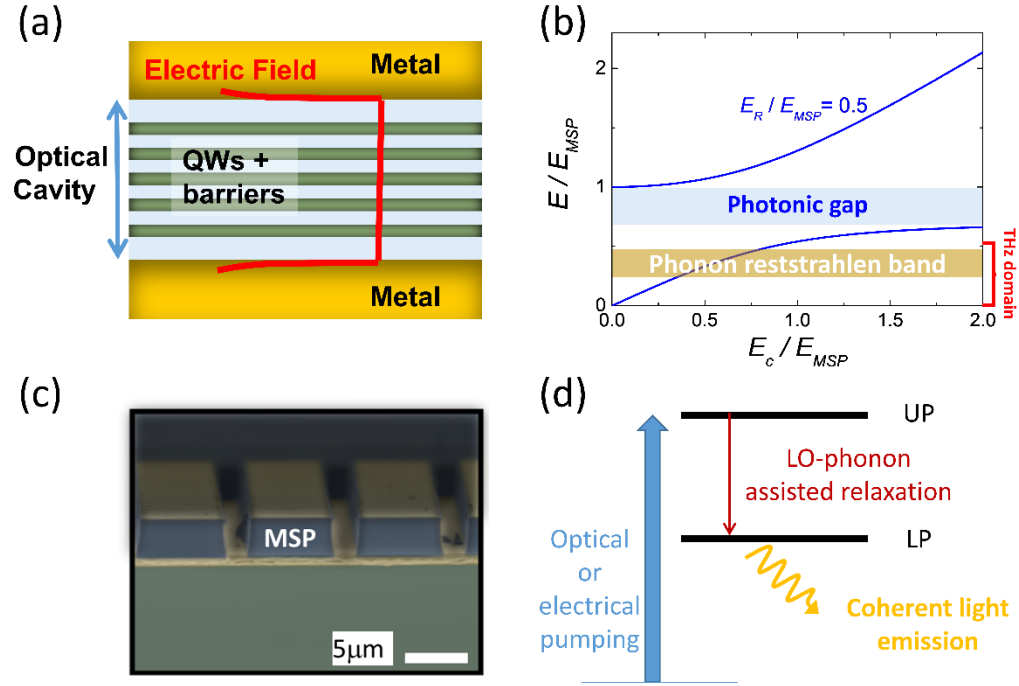 (a)
Metal
Electric Field
Optical
Cavity
QWs +
barriers
Metal
(b)
E / E_MSP
2
1
0
E_R / E_MSP = 0.5
Photonic gap
Phonon reststrahlen band
THz domain
0.0 0.5 1.0 1.5 2.0
E_c / E_MSP
(c)
MSP
5μm
(d)
UP
LO-phonon
assisted relaxation
LP
Optical
or
electrical
pumping
Coherent light
emission